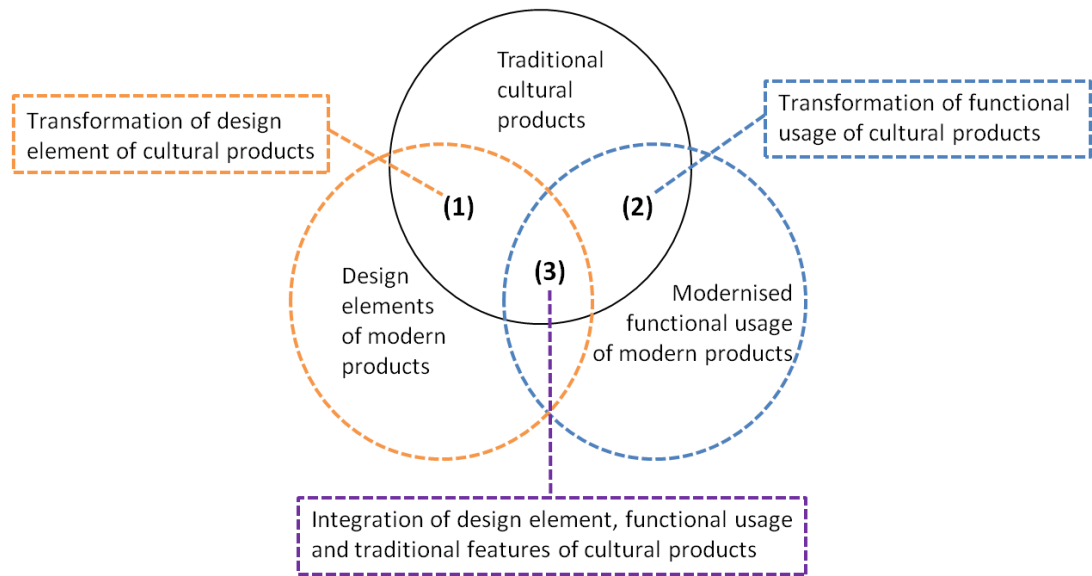 Traditional
cultural
products
Transformation of design
element of cultural products
Transformation of functional
usage of cultural products
(1)
(2)
(3)
Design
elements
of modern
products
Modernised
functional usage
of modern products
Integration of design element, functional usage
and traditional features of cultural products